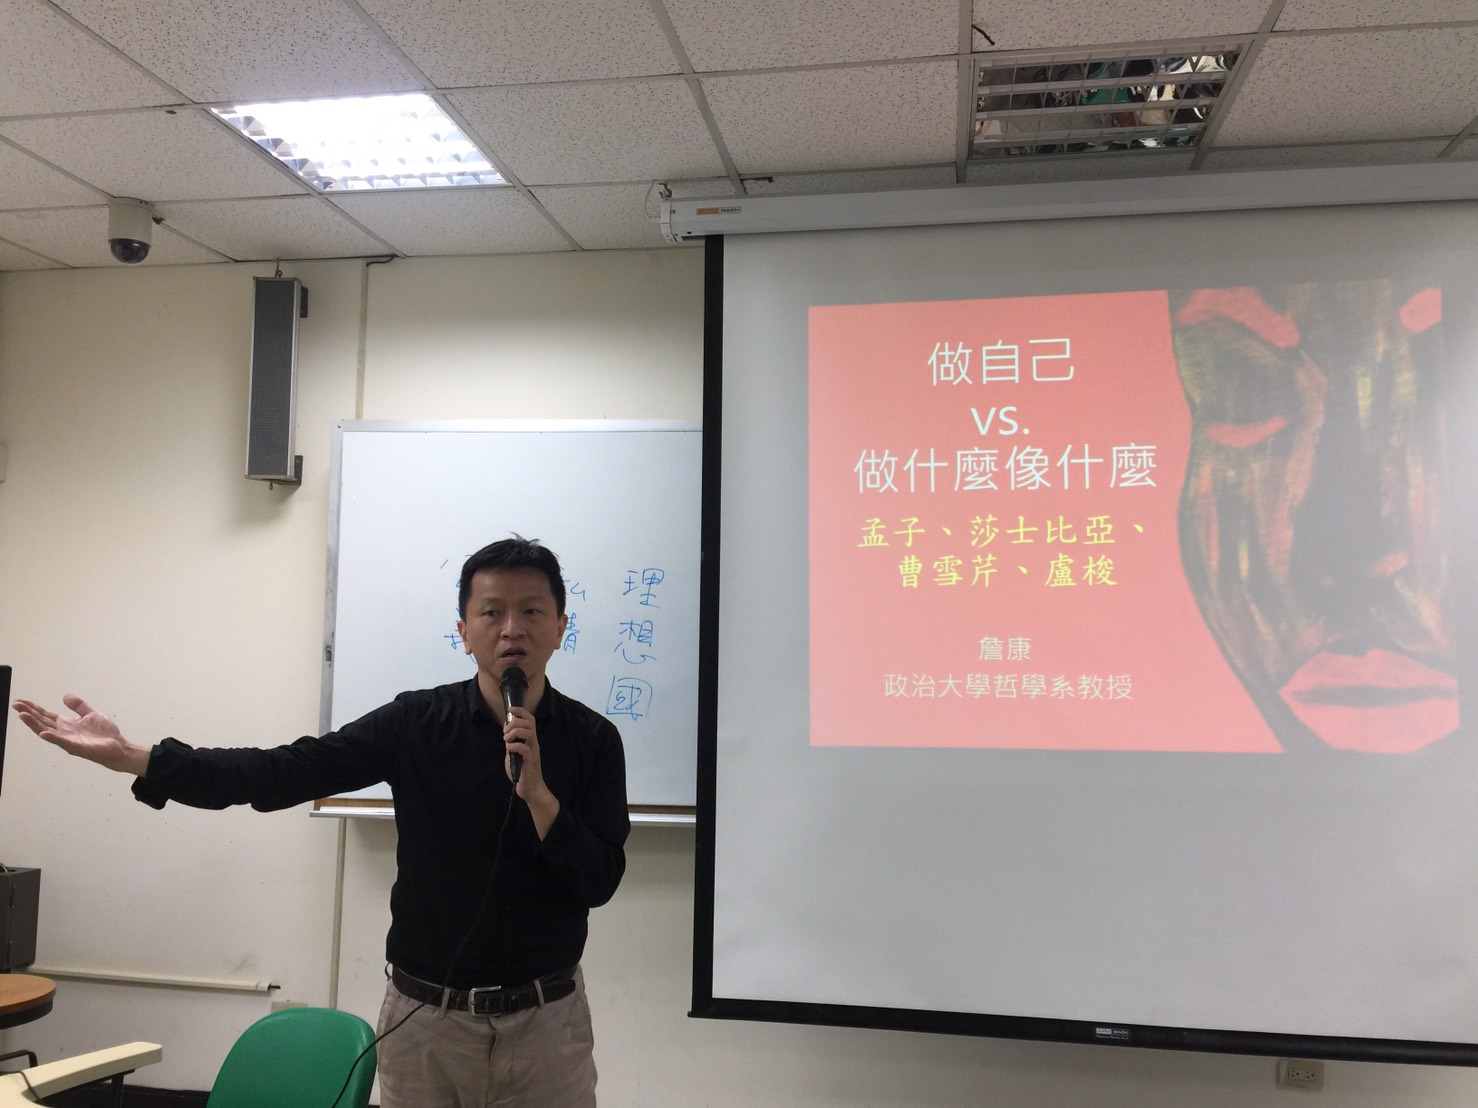 做自己
vs.
做什麼像什麼
孟子、莎士比亞、
曹雪芹、盧梭
詹康
政治大學哲學系教授
理
想
國
情